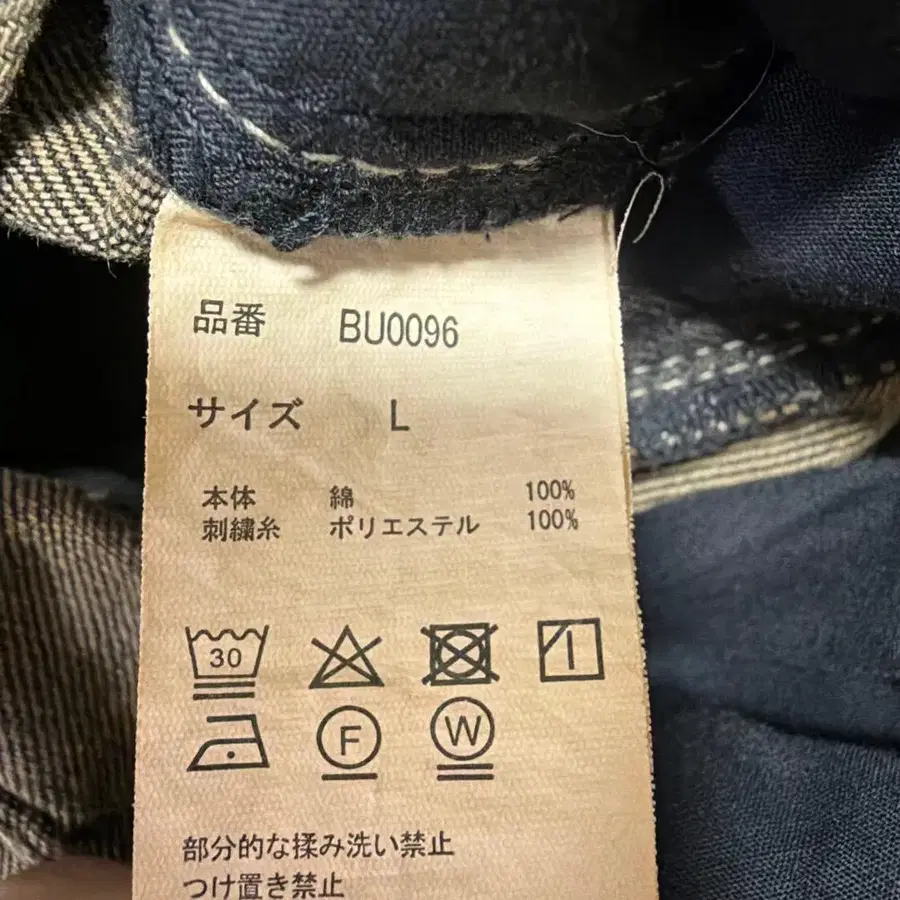 品番 BU0096
サイズ L
本体 綿 100%
刺繍糸 ポリエステル 100%
30
F W
部分的な揉み洗い禁止
つけ置き禁止